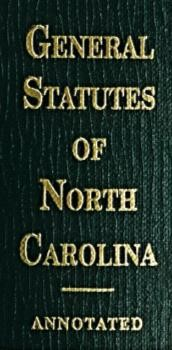 GENERAL
STATUTES
OF
NORTH
CAROLINA
ANNOTATED